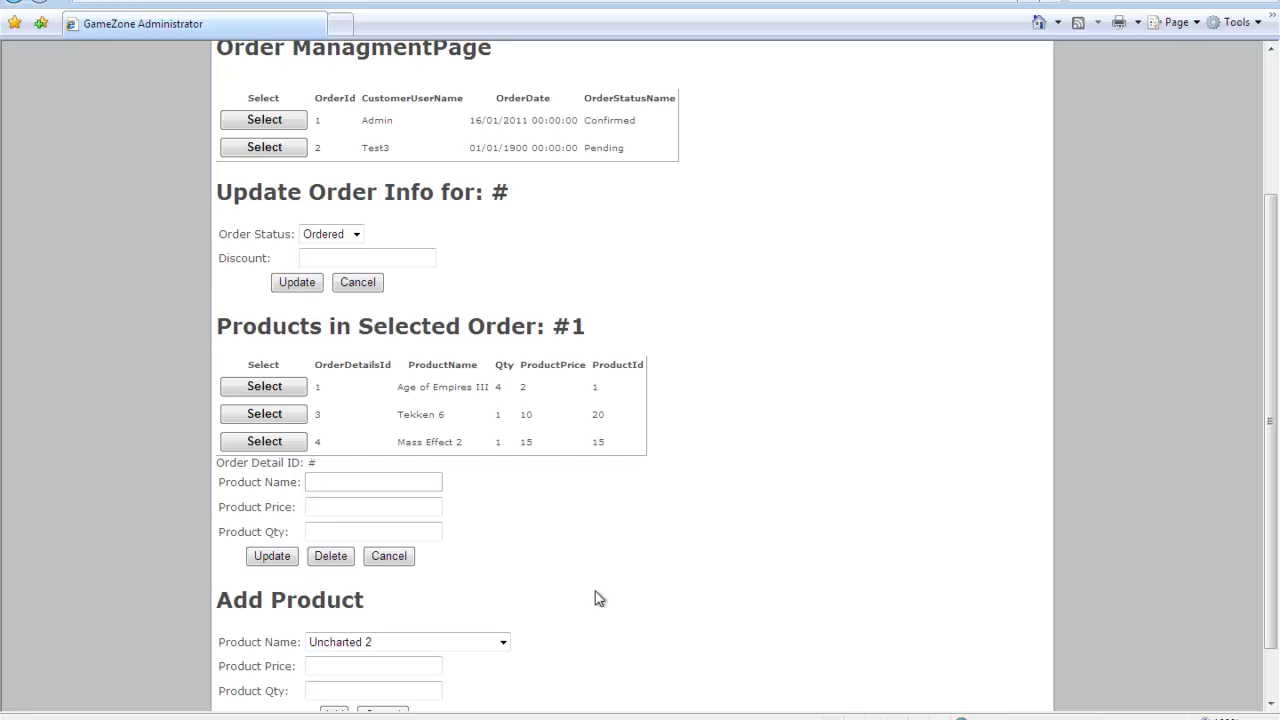 GameZone Administrator
Page
Tools
Order ManagmentPage
Select OrderId CustomerUserName OrderDate OrderStatusName
Select 1 Admin 16/01/2011 00:00:00 Confirmed
Select 2 Test3 01/01/1900 00:00:00 Pending
Update Order Info for: #
Order Status: Ordered
Discount:
Update Cancel
Products in Selected Order: #1
Select OrderDetailsId ProductName Qty ProductPrice ProductId
Select 1 Age of Empires III 4 2 1
Select 3 Tekken 6 1 10 20
Select 4 Mass Effect 2 1 15 15
Order Detail ID: #
Product Name:
Product Price:
Product Qty:
Update Delete Cancel
Add Product
Product Name: Uncharted 2
Product Price:
Product Qty: